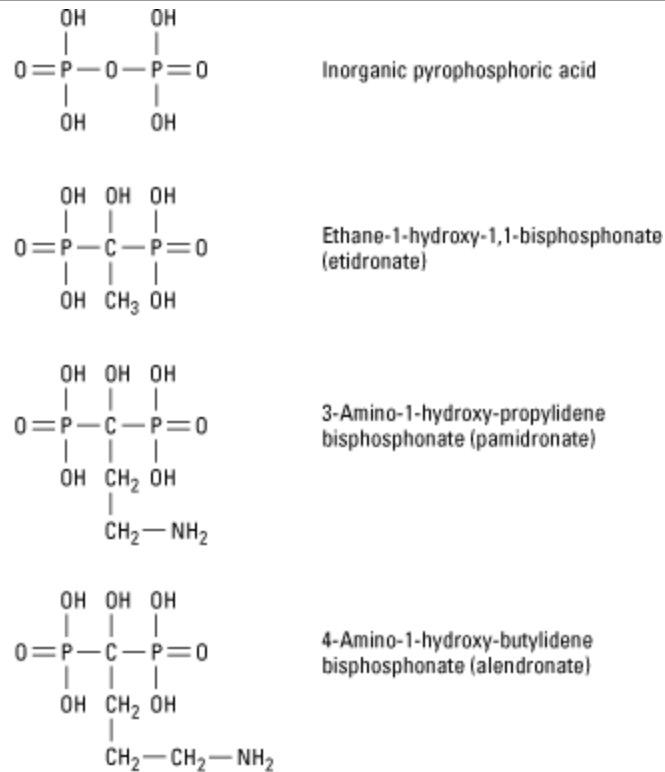 OH OH
O=P—O—P=O Inorganic pyrophosphoric acid
OH OH
OH OH OH
O=P—C—P=O Ethane-1-hydroxy-1,1-bisphosphonate
(etidronate)
OH CH₃ OH
OH OH OH
O=P—C—P=O 3-Amino-1-hydroxy-propylidene
bisphosphonate (pamidronate)
OH CH₂ OH
CH₂—NH₂
OH OH OH
O=P—C—P=O 4-Amino-1-hydroxy-butylidene
bisphosphonate (alendronate)
OH CH₂ OH
CH₂—CH₂—NH₂